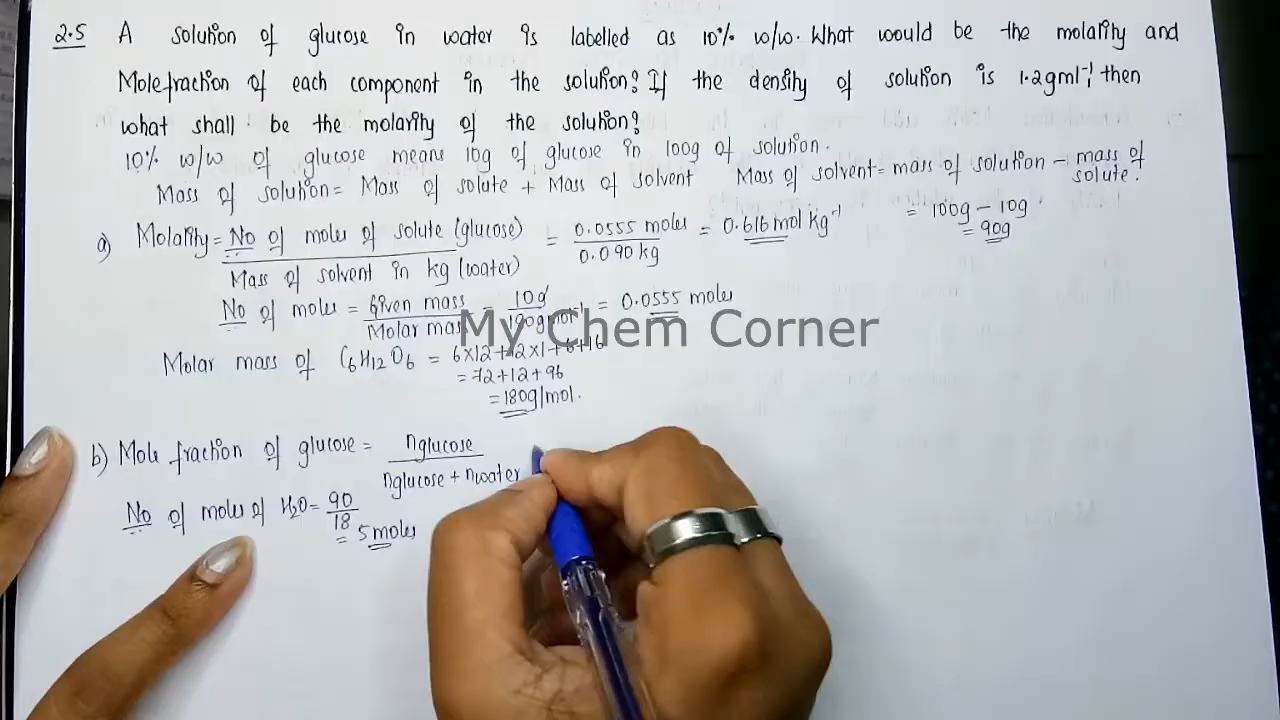 2.5 A solution of glucose in water is labelled as 10% w/w. What would be the molality and
Mole fraction of each component in the solution? If the density of solution is 1.2gml⁻¹, then
what shall be the molarity of the solution?
10% w/w of glucose means 10g of glucose in 100g of solution.
Mass of solution = Mass of solute + Mass of solvent Mass of solvent = mass of solution - mass of solute.
= 100g - 10g
= 90g
a) Molality = No of moles of solute (glucose) / Mass of solvent in kg (water) = 0.0555 moles / 0.090 kg = 0.616 mol kg⁻¹
No of moles = Given mass / Molar mass = 10g / 180gmol⁻¹ = 0.0555 moles
My Chem Corner
Molar mass of C₆H₁₂O₆ = 6×12+12×1+6+16
= 72+12+96
= 180g/mol.
b) Mole fraction of glucose = nglucose / nglucose + nwater
No of moles of H₂O = 90/18
= 5 moles